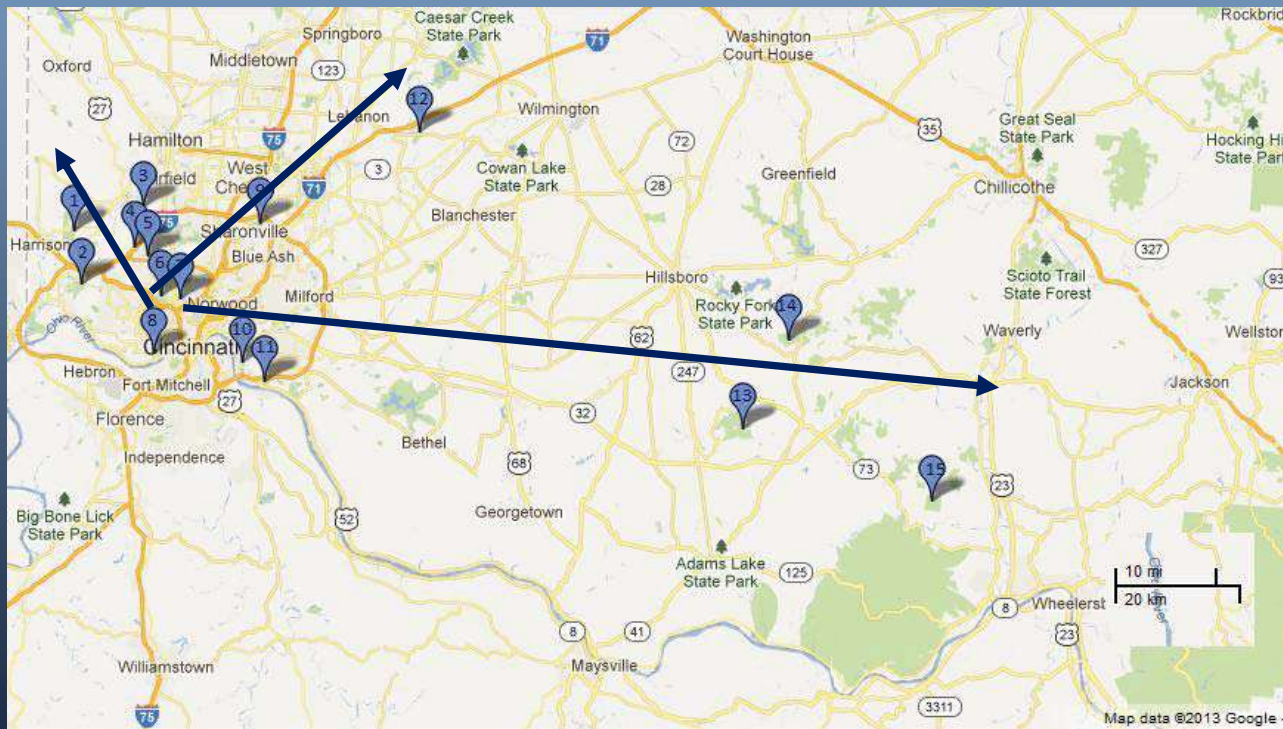 Caesar Creek
State Park
Springboro
Rockbrid
Washington
Court House
Middletown
71
Oxford
123
27
12
Lebanon
Wilmington
Hamilton
75
35
Great Seal
State Park
Hocking Hi
State Park
72
Cowan Lake
State Park
3
West
Che
71
3
irfield
Greenfield
Chillicothe
28
1
9
Blanchester
4
5
75
Sharonville
Harrison
2
Blue Ash
327
6
Hillsboro
Scioto Trail
State Forest
93
Norwood
Milford
Rocky Fork
State Park
14
Ohio River
8
10
Waverly
Wellston
Cincinnati
11
62
Hebron
Fort Mitchell
247
Jackson
27
13
Florence
32
Bethel
Independence
68
73
15
23
Big Bone Lick
State Park
Georgetown
52
Adams Lake
State Park
125
10 mi
20 km
8
Wheelerst
8
41
23
Williamstown
Maysville
75
3311
Map data ©2013 Google -